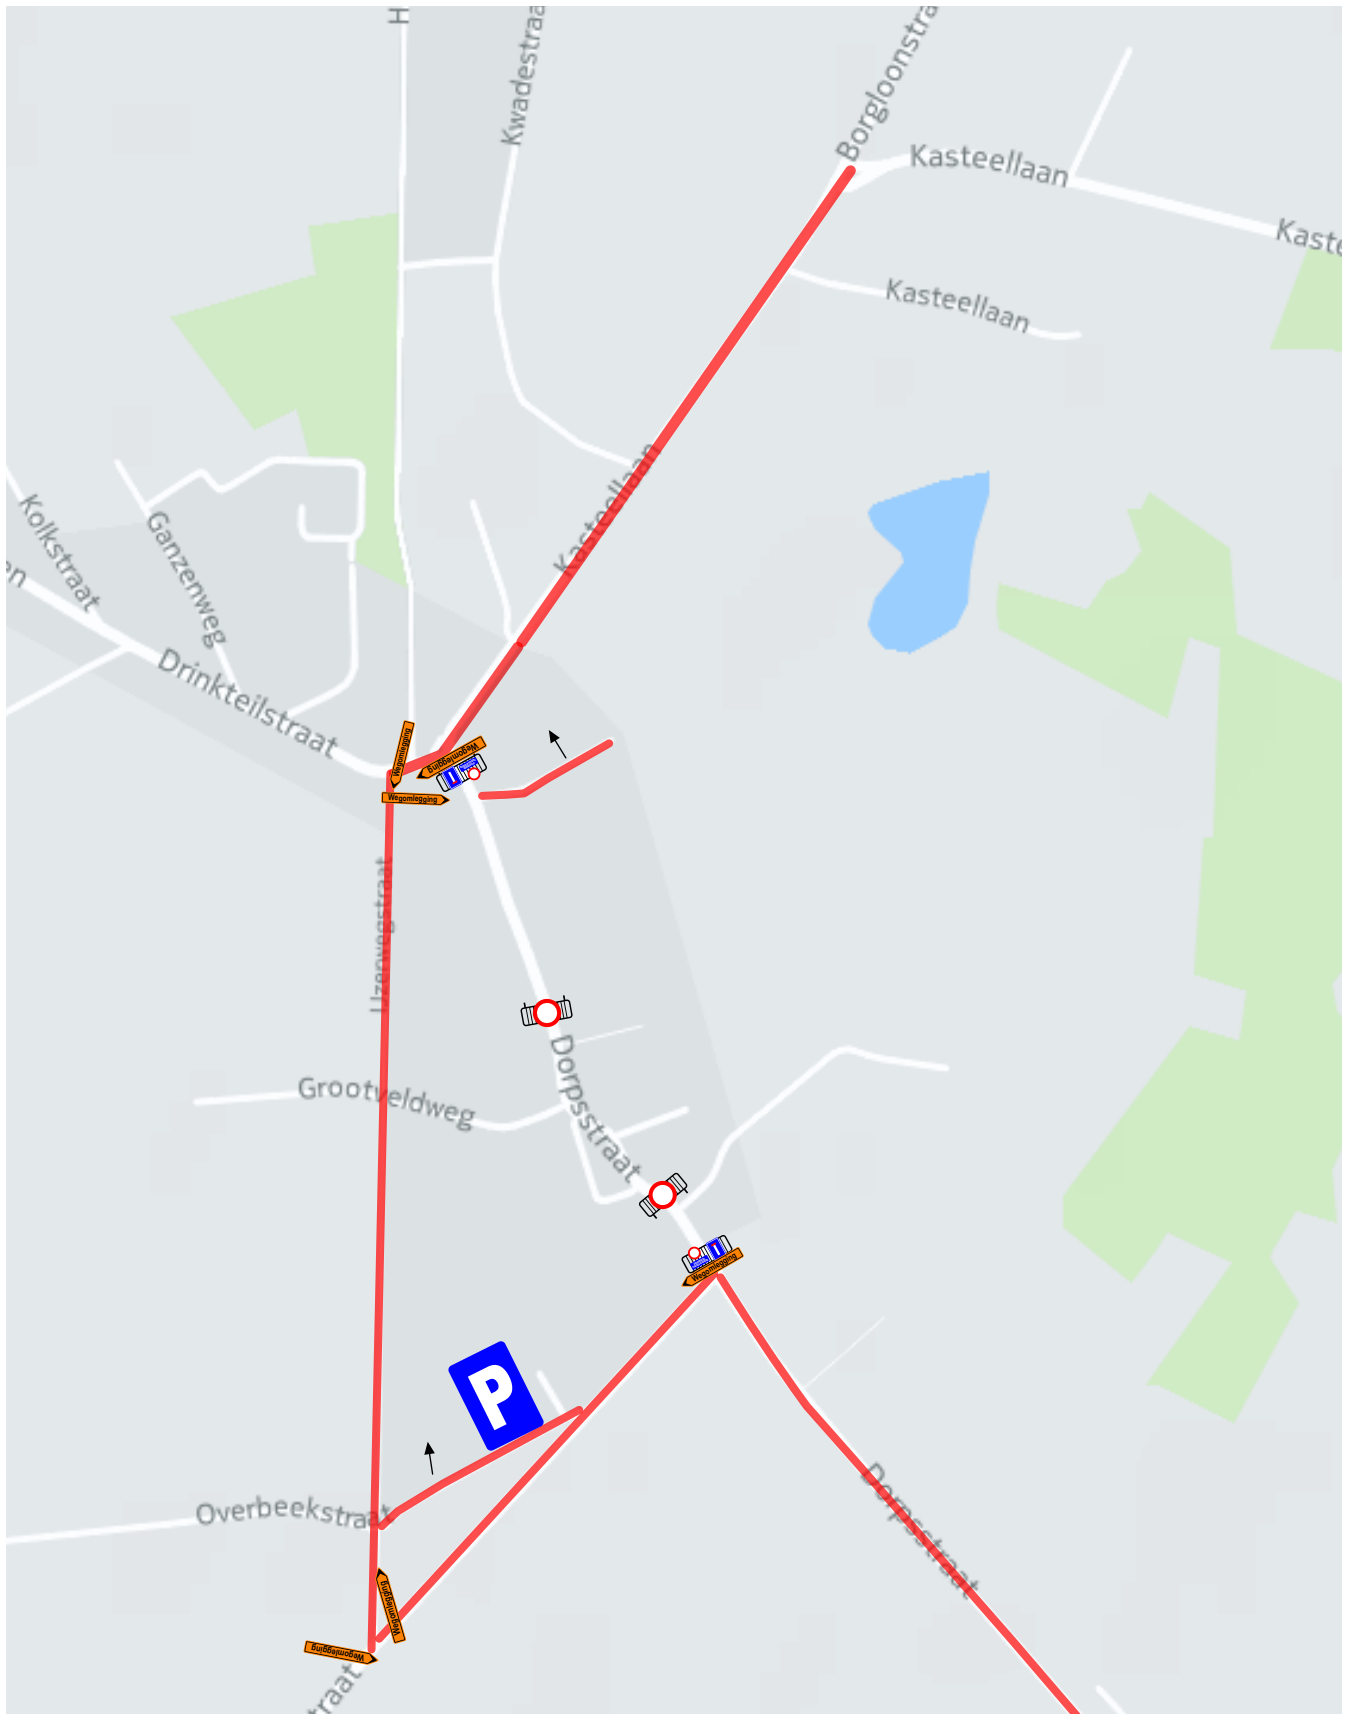 H
Kwadestraa
Borgloonstra
Kasteellaan
Kaste
Kasteellaan
Kasteellaan
Kolkstraat
Ganzenweg
en
Drinkteilstraat
Wegomlegging
Wegomlegging
Wegomlegging
IJzerwegstraat
Dorpsstraat
Grootveldweg
Wegomlegging
P
Dorpsstraat
Overbeekstraat
Wegomlegging
Wegomlegging
traat